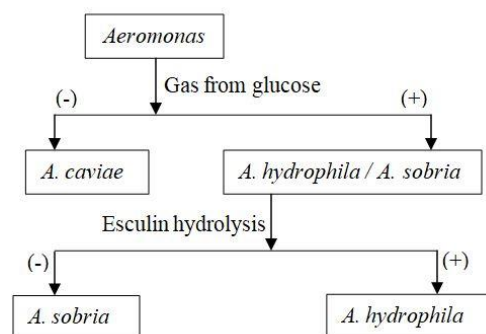 Aeromonas
Gas from glucose
(-) (+)
A. caviae A. hydrophila / A. sobria
Esculin hydrolysis
(-) (+)
A. sobria A. hydrophila